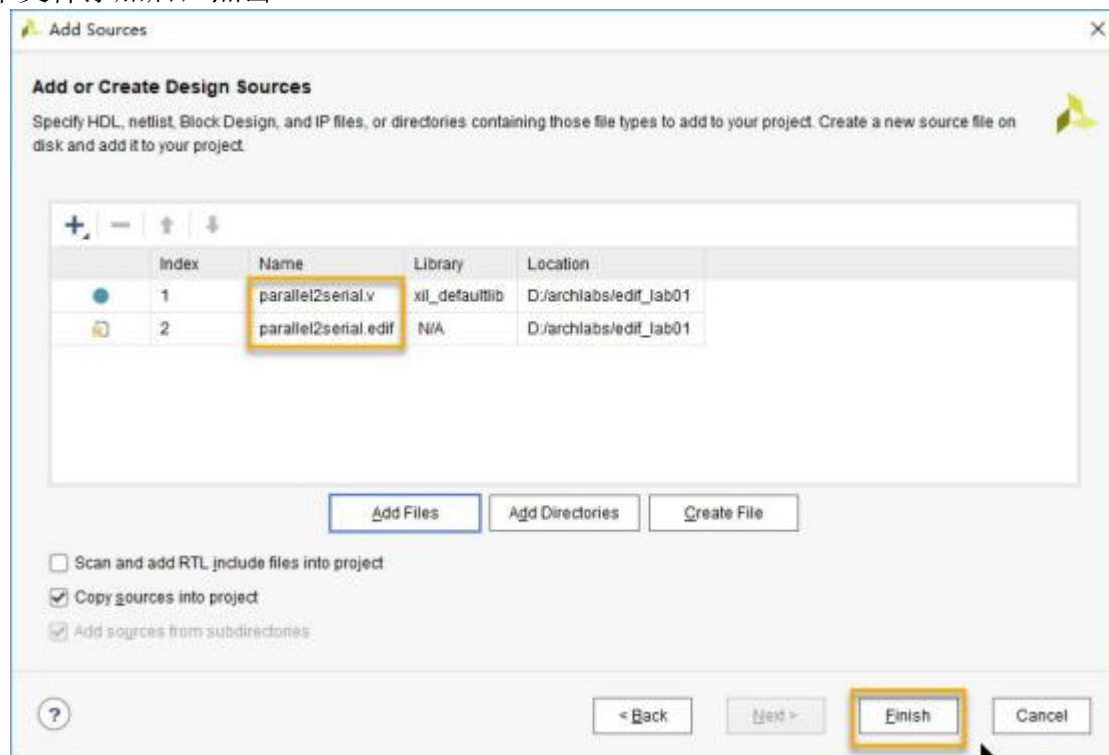 Add Sources
Add or Create Design Sources
Specify HDL, netlist, Block Design, and IP files, or directories containing those file types to add to your project. Create a new source file on
disk and add it to your project.
Index Name Library Location
1 parallel2serial.v xil_defaultlib D:/archlabs/edif_lab01
2 parallel2serial.edif N/A D:/archlabs/edif_lab01
Add Files Add Directories Create File
Scan and add RTL include files into project
Copy sources into project
Add sources from subdirectories
? < Back Next > Finish Cancel